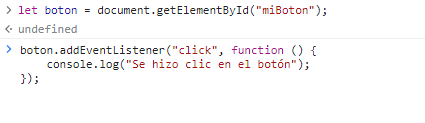 > let boton = document.getElementById("miBoton");
<· undefined
> boton.addEventListener("click", function () {
    console.log("Se hizo clic en el botón");
  });